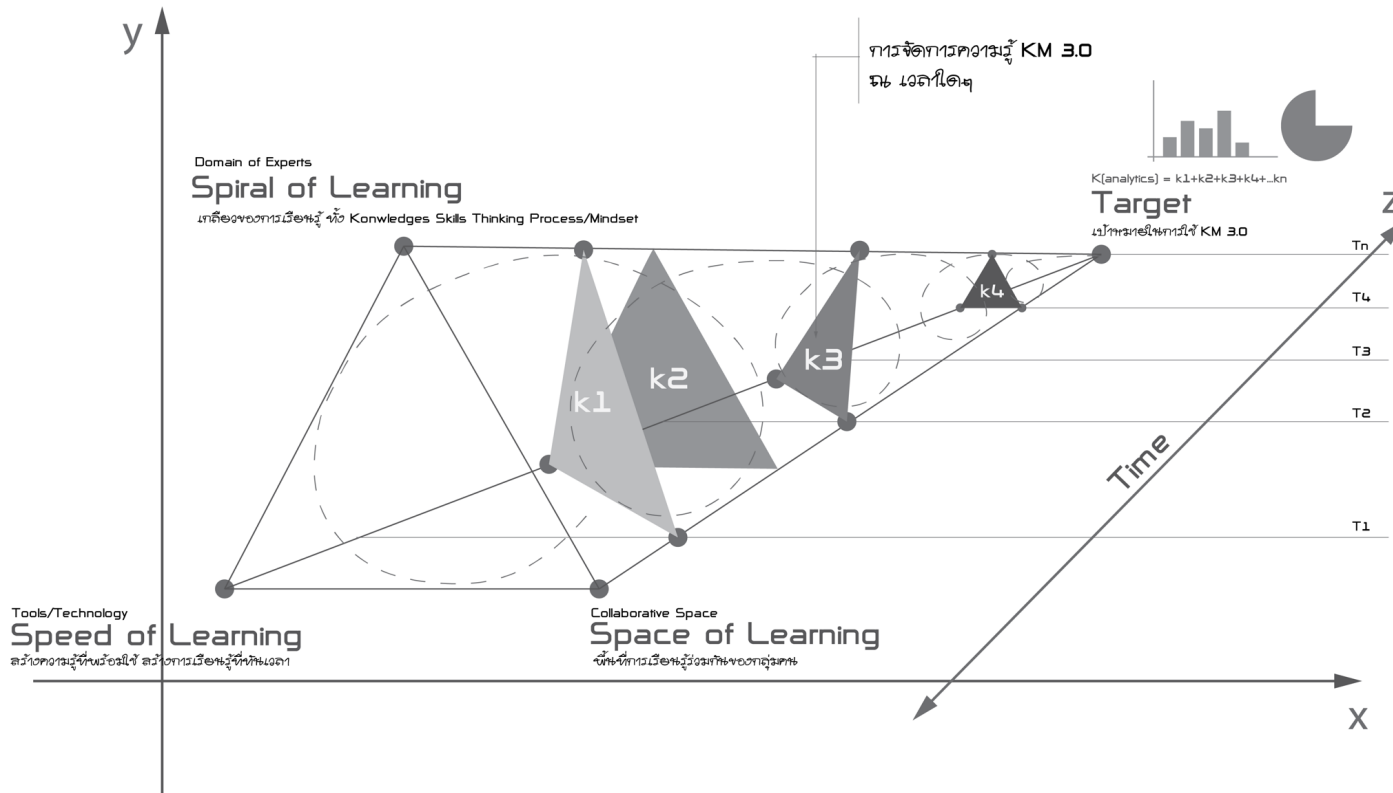 y
การจัดการความรู้ KM 3.0
ณ เวลาใดๆ
Domain of Experts
Spiral of Learning
เกลียวของการเรียนรู้ ทั้ง Konwledges Skills Thinking Process/Mindset
K(analytics) = k1+k2+k3+k4+...kn
Target
เป้าหมายในการใช้ KM 3.0
z
Tn
k4
T4
T3
k3
k2
k1
T2
Time
T1
Tools/Technology
Speed of Learning
สร้างความรู้ที่พร้อมใช้ สร้างการเรียนรู้ที่ทันเวลา
Collaborative Space
Space of Learning
พื้นที่การเรียนรู้ร่วมกันของกลุ่มคน
x